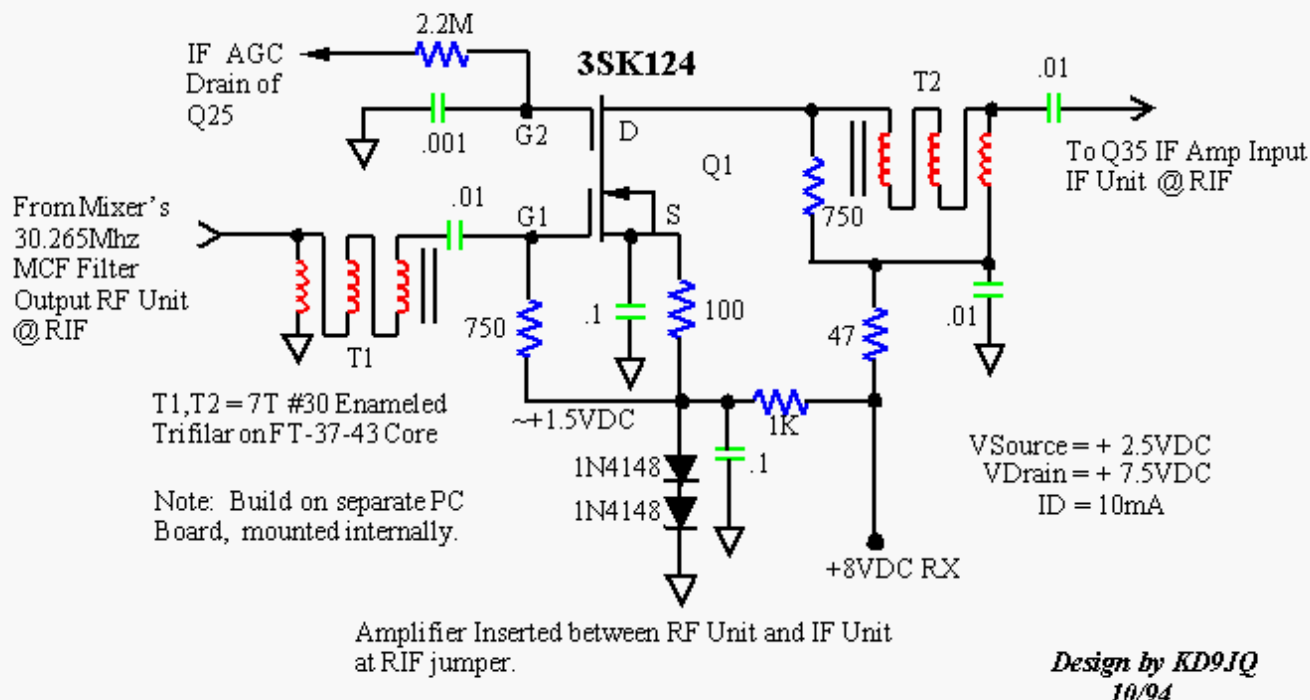 2.2M
IF AGC
Drain of
Q25
3SK124
.001
G2
D
Q1
T2
.01
To Q35 IF Amp Input
IF Unit @ RIF
750
From Mixer's
30.265Mhz
MCF Filter
Output RF Unit
@ RIF
.01
G1
S
T1
750
.1
100
47
.01
T1,T2 = 7T #30 Enameled
Trifilar on FT-37-43 Core
~+1.5VDC
1K
1N4148
.1
1N4148
Note: Build on separate PC
Board, mounted internally.
VSource = + 2.5VDC
VDrain = + 7.5VDC
ID = 10mA
+8VDC RX
Amplifier Inserted between RF Unit and IF Unit
at RIF jumper.
Design by KD9JQ
10/94